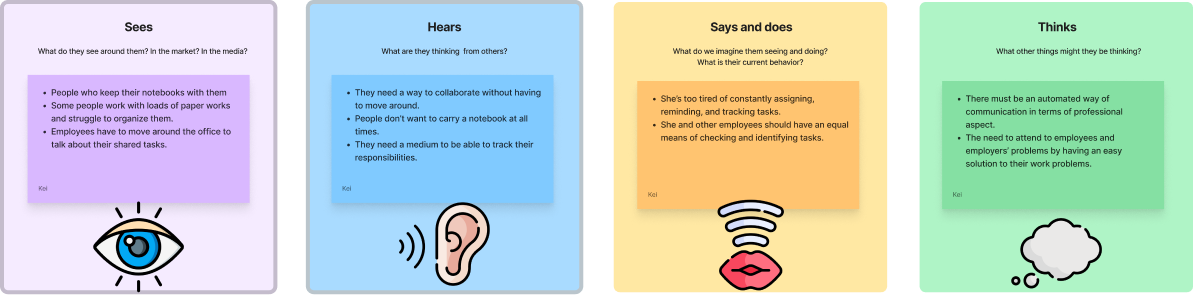 Sees
What do they see around them? In the market? In the media?
• People who keep their notebooks with them
• Some people work with loads of paper works
and struggle to organize them.
• Employees have to move around the office to
talk about their shared tasks.
Kei
Hears
What are they thinking from others?
• They need a way to collaborate without having
to move around.
• People don't want to carry a notebook at all
times.
• They need a medium to be able to track their
responsibilities.
Kei
Says and does
What do we imagine them seeing and doing?
What is their current behavior?
• She's too tired of constantly assigning,
reminding, and tracking tasks.
• She and other employees should have an equal
means of checking and identifying tasks.
Kei
Thinks
What other things might they be thinking?
• There must be an automated way of
communication in terms of professional
aspect.
• The need to attend to employees and
employers' problems by having an easy
solution to their work problems.
Kei